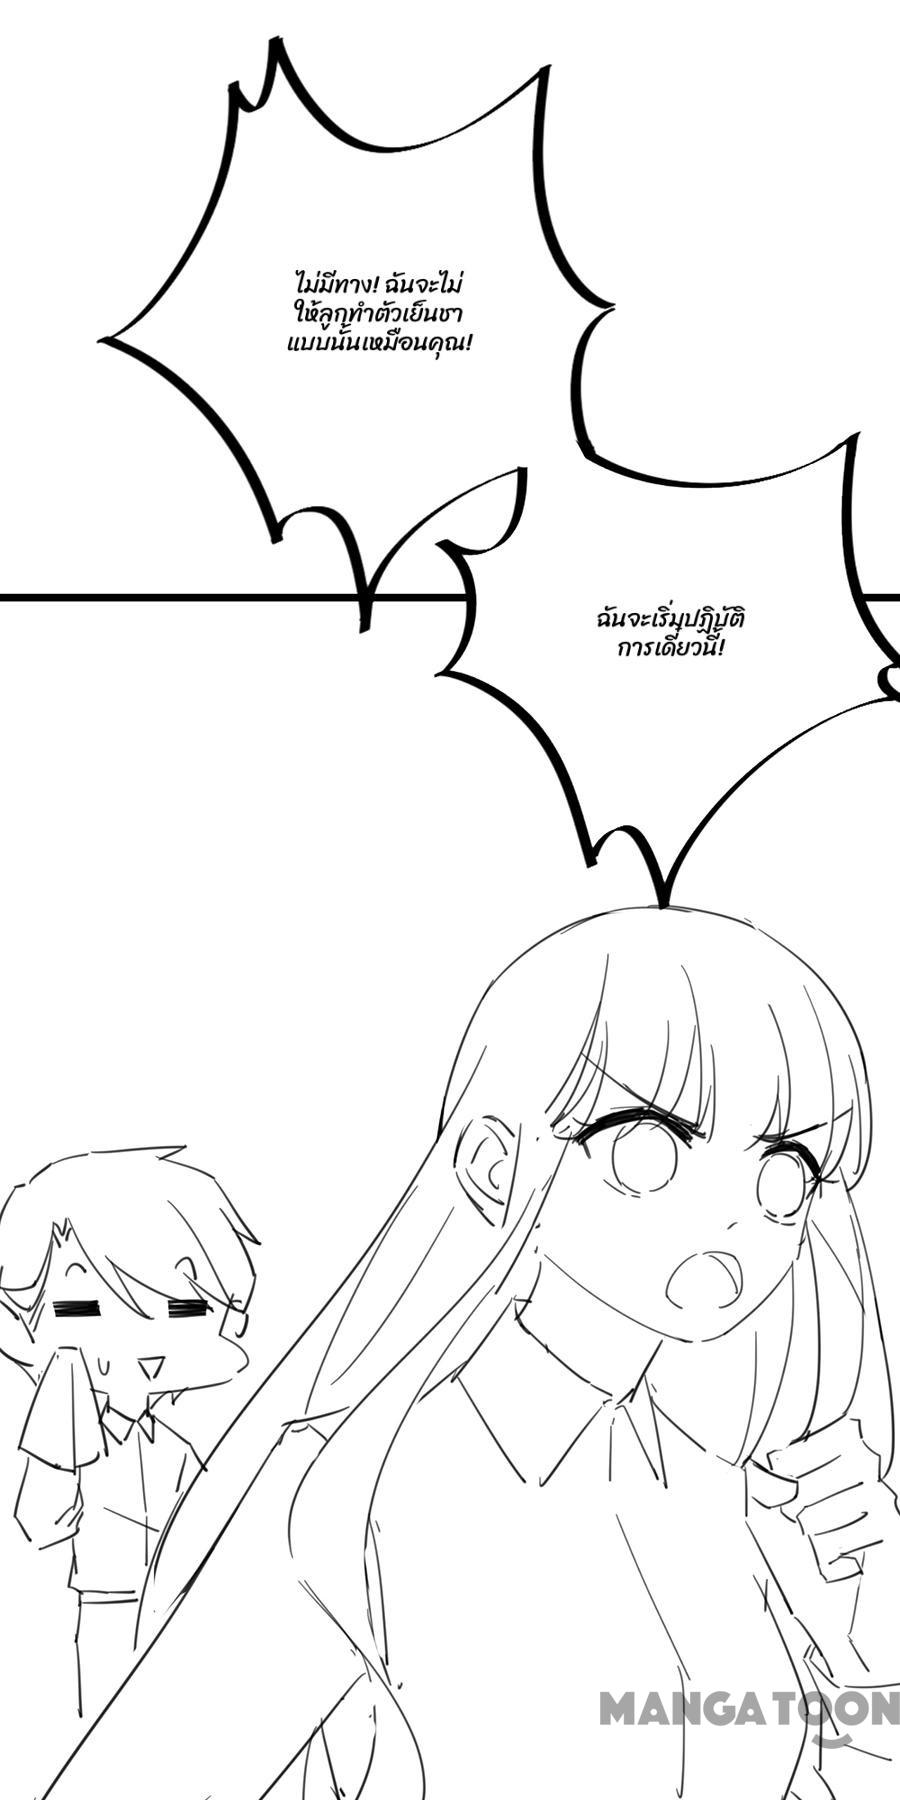 ไม่มีทาง! ฉันจะไม่
ให้ลูกทำตัวเย็นชา
แบบนั้นเหมือนคุณ!
ฉันจะเริ่มปฏิบัติ
การเดี๋ยวนี้!
MANGATOON